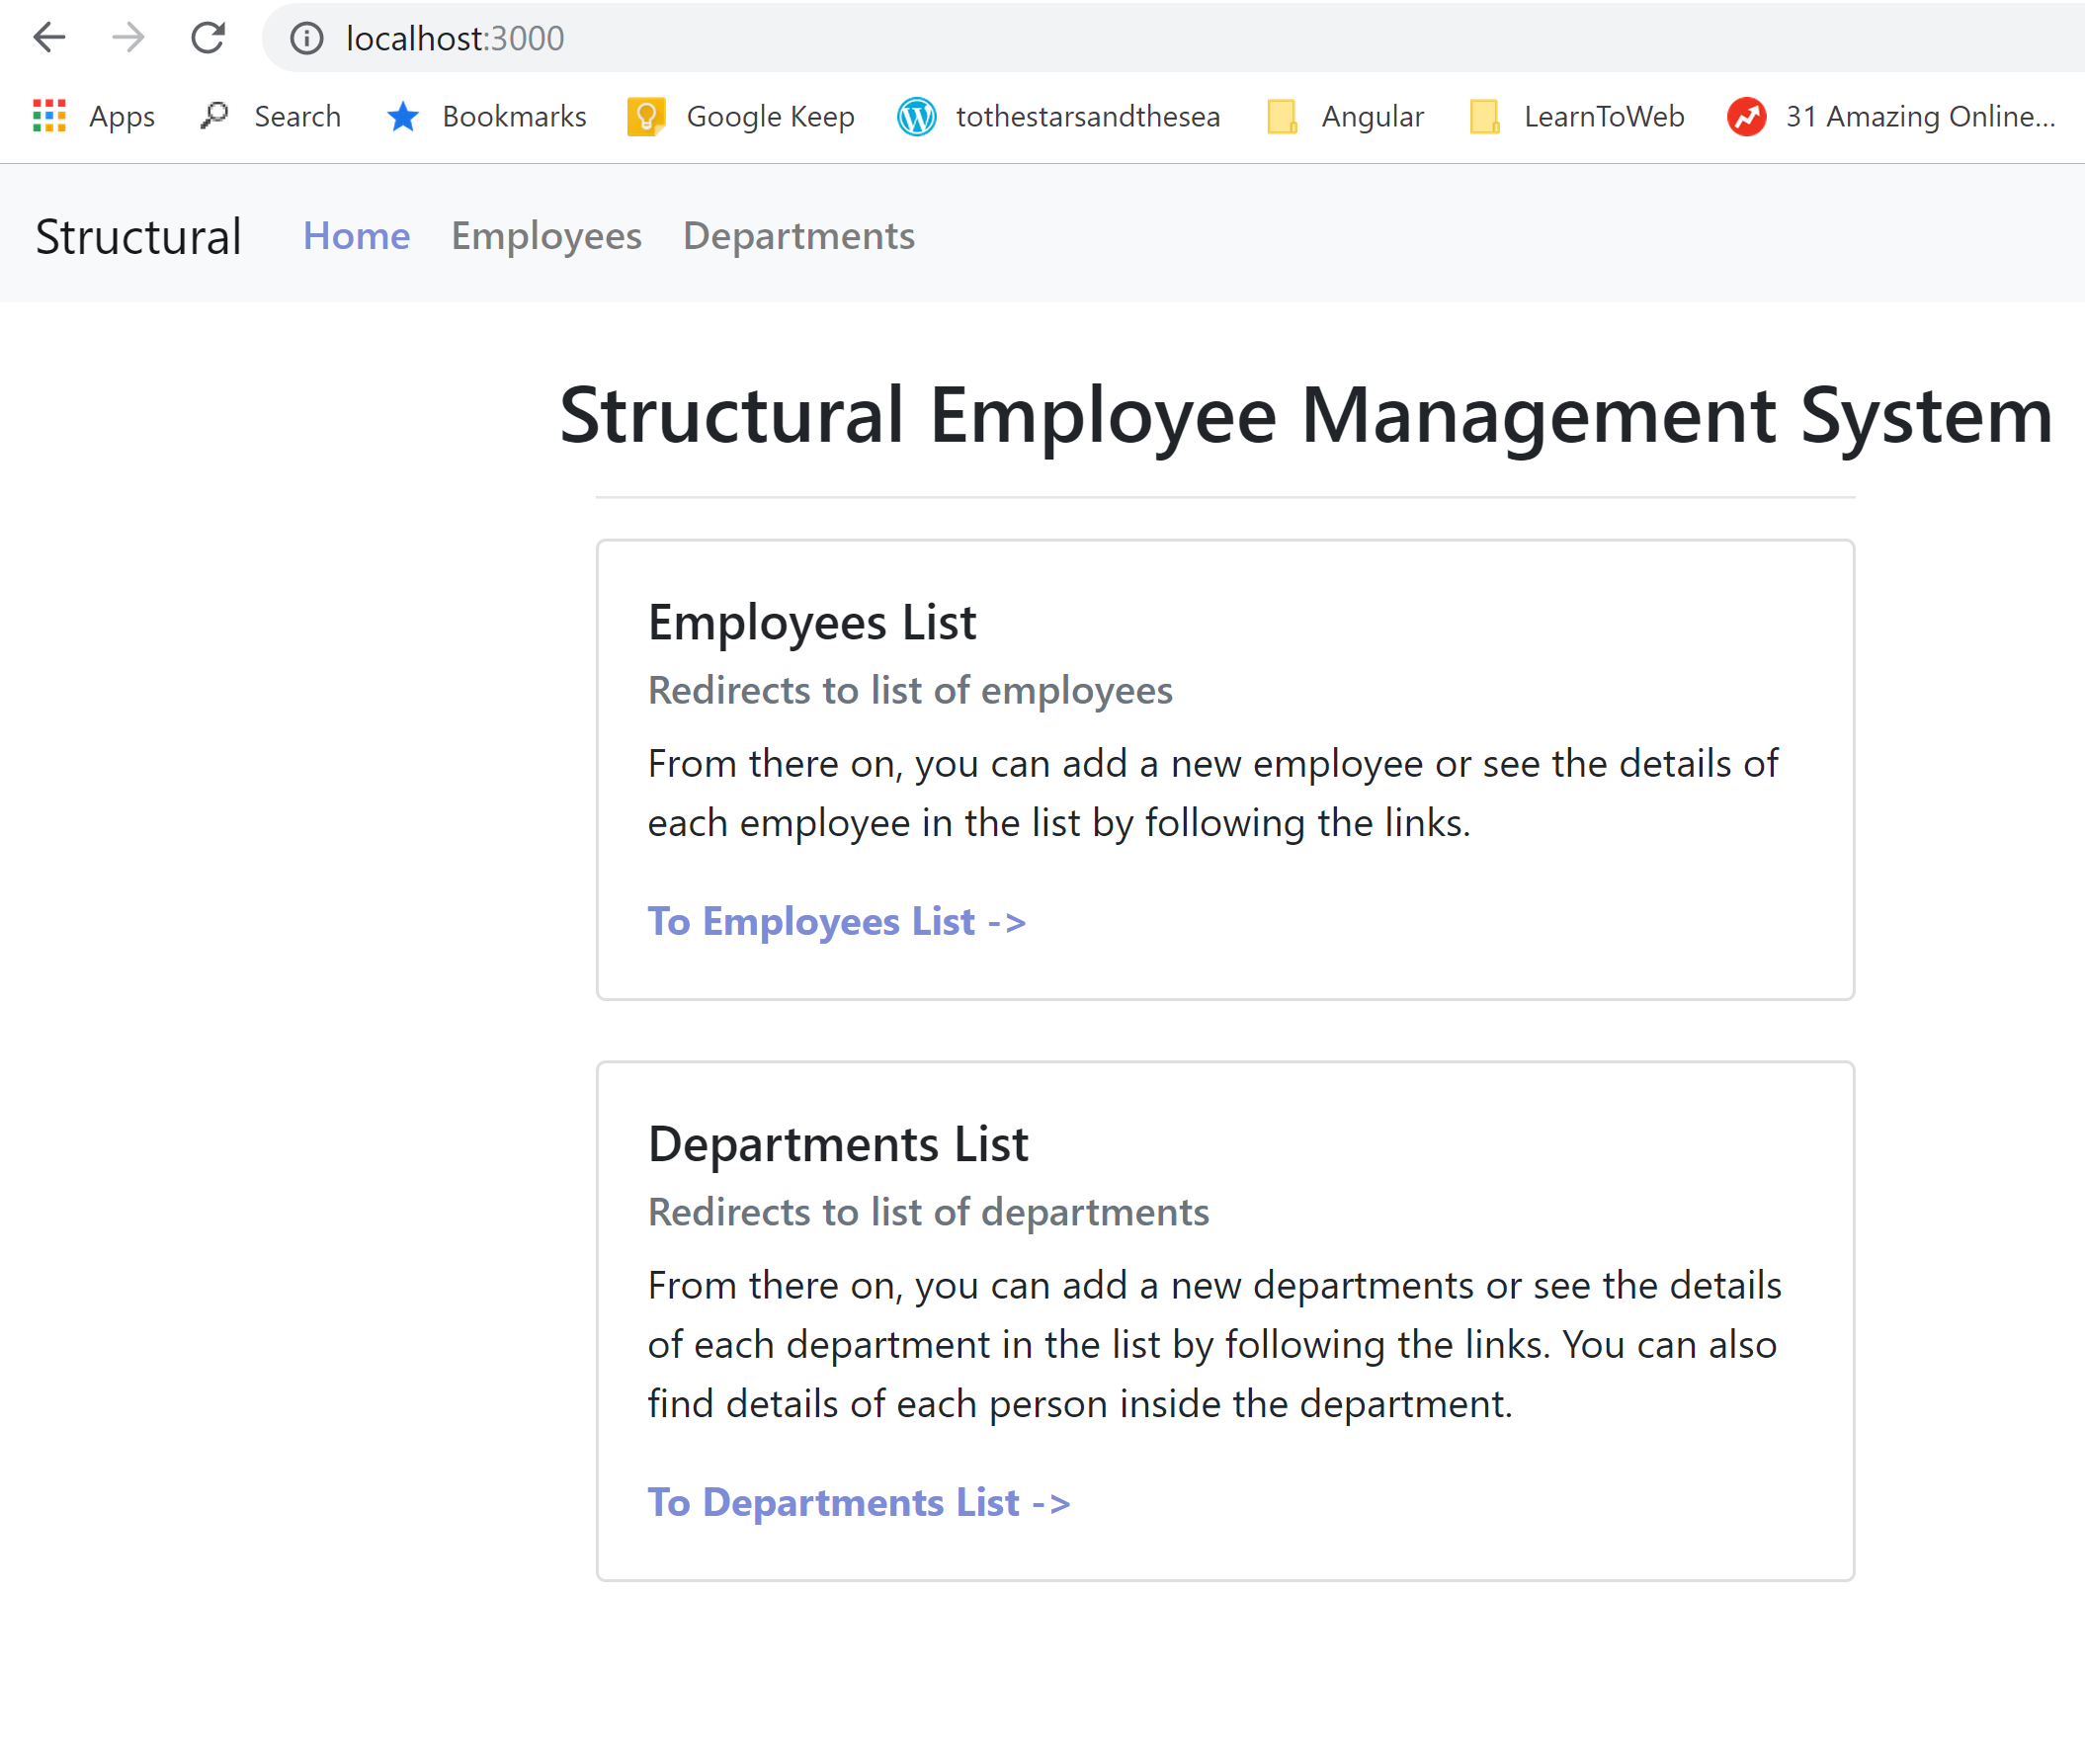 localhost:3000
Apps Search Bookmarks Google Keep tothestarsandthesea Angular LearnToWeb 31 Amazing Online...
Structural Home Employees Departments
Structural Employee Management System
Employees List
Redirects to list of employees
From there on, you can add a new employee or see the details of
each employee in the list by following the links.
To Employees List ->
Departments List
Redirects to list of departments
From there on, you can add a new departments or see the details
of each department in the list by following the links. You can also
find details of each person inside the department.
To Departments List ->